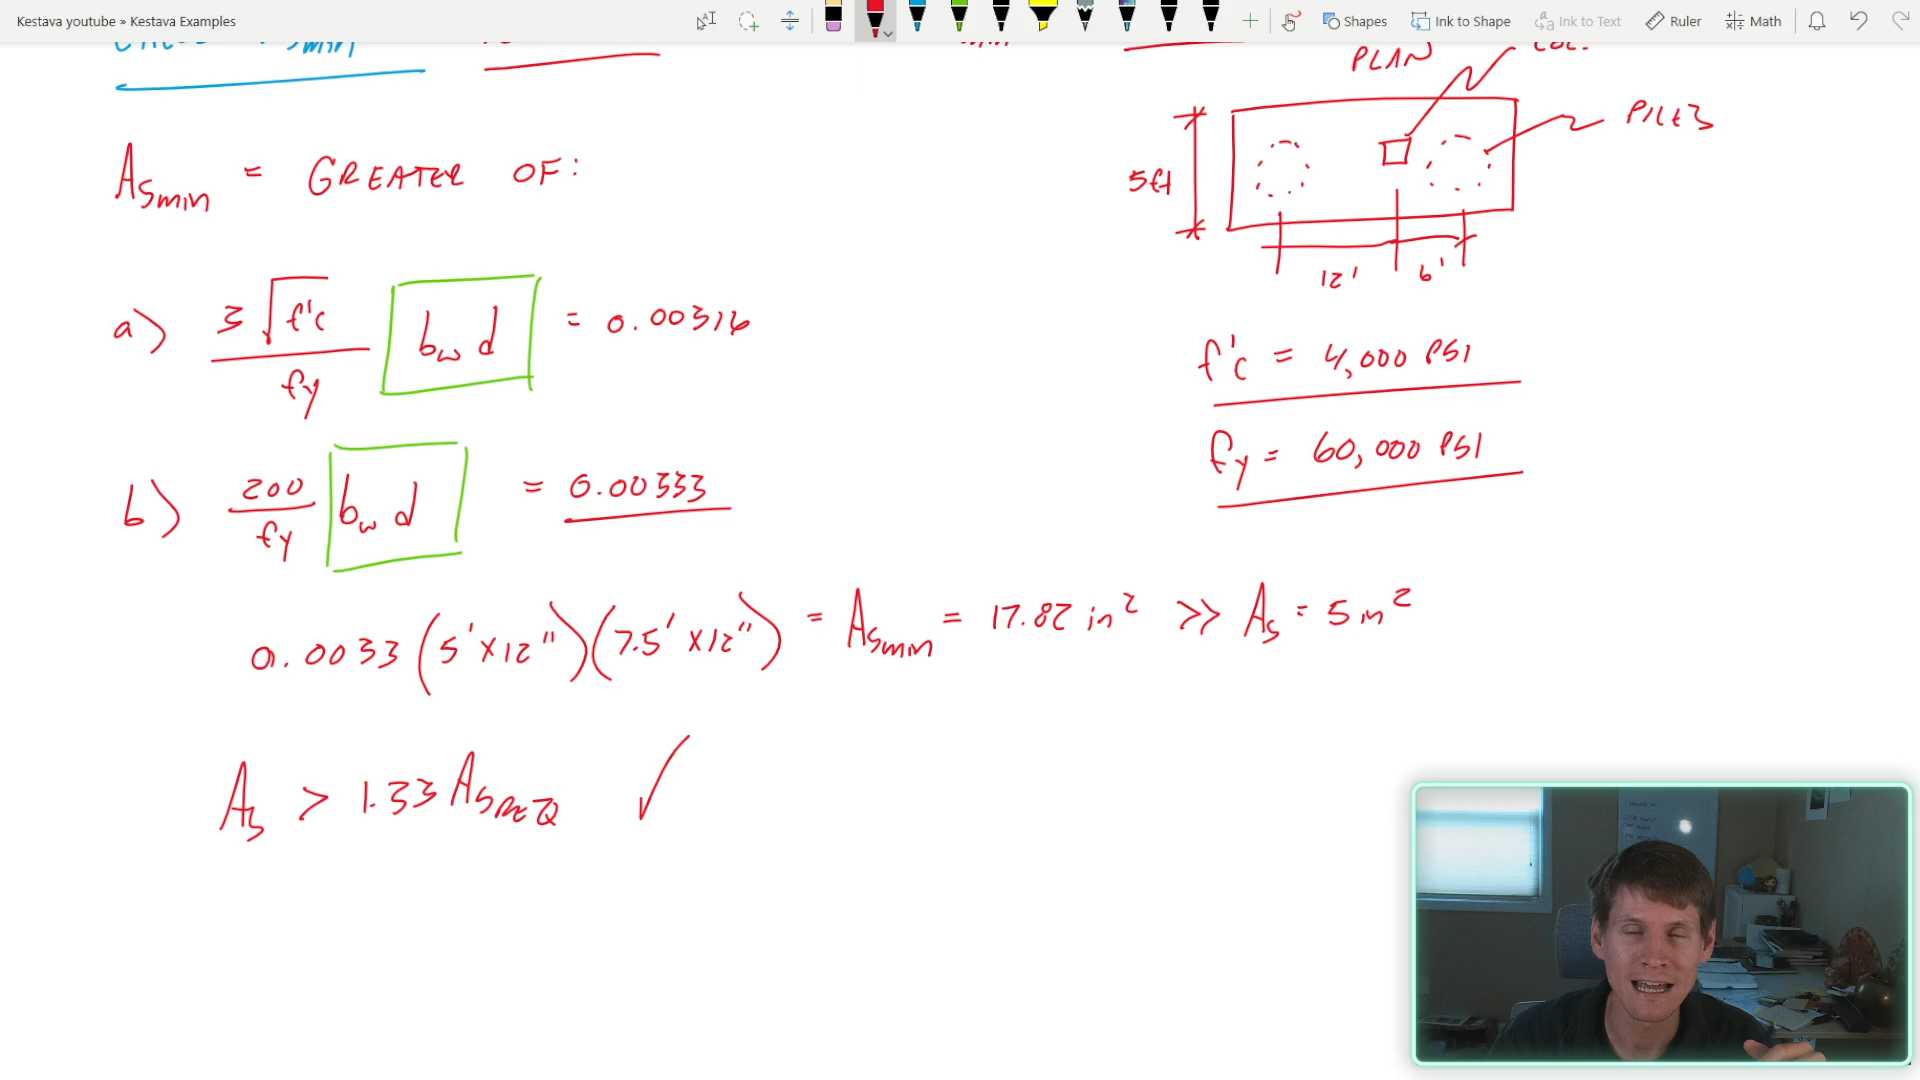 Kestava youtube » Kestava Examples
Shapes
Ink to Shape
Ink to Text
Ruler
Math
PLAN
PILES
5ft
12'
6'
Asmin = GREATER OF:
a) 3√f'c / fy bw d = 0.00316
f'c = 4,000 PSI
fy = 60,000 PSI
b) 200 / fy bw d = 0.00333
0.0033 (5'x12")(7.5'x12") = Asmin = 17.82 in² >> As = 5 in²
As > 1.33 AsREQ ✓